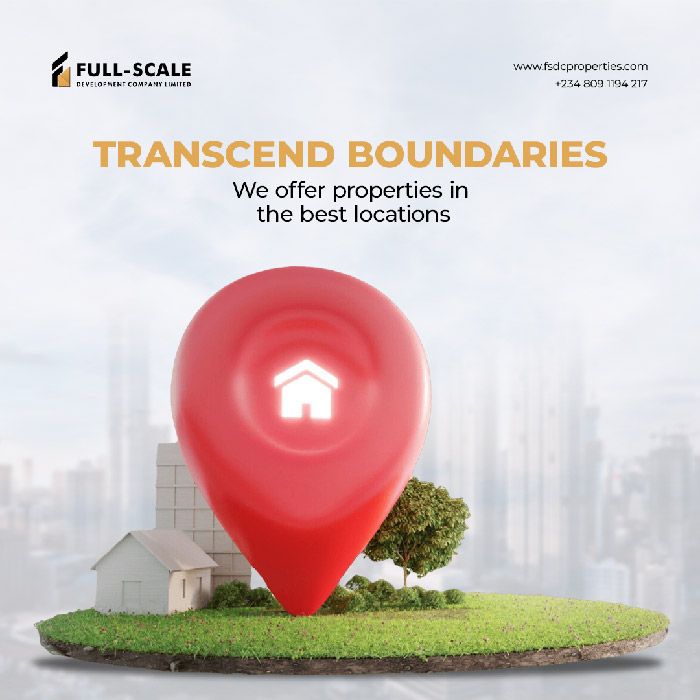 FULL-SCALE
DEVELOPMENT COMPANY LIMITED
www.fsdcproperties.com
+234 809 1194 217
TRANSCEND BOUNDARIES
We offer properties in
the best locations